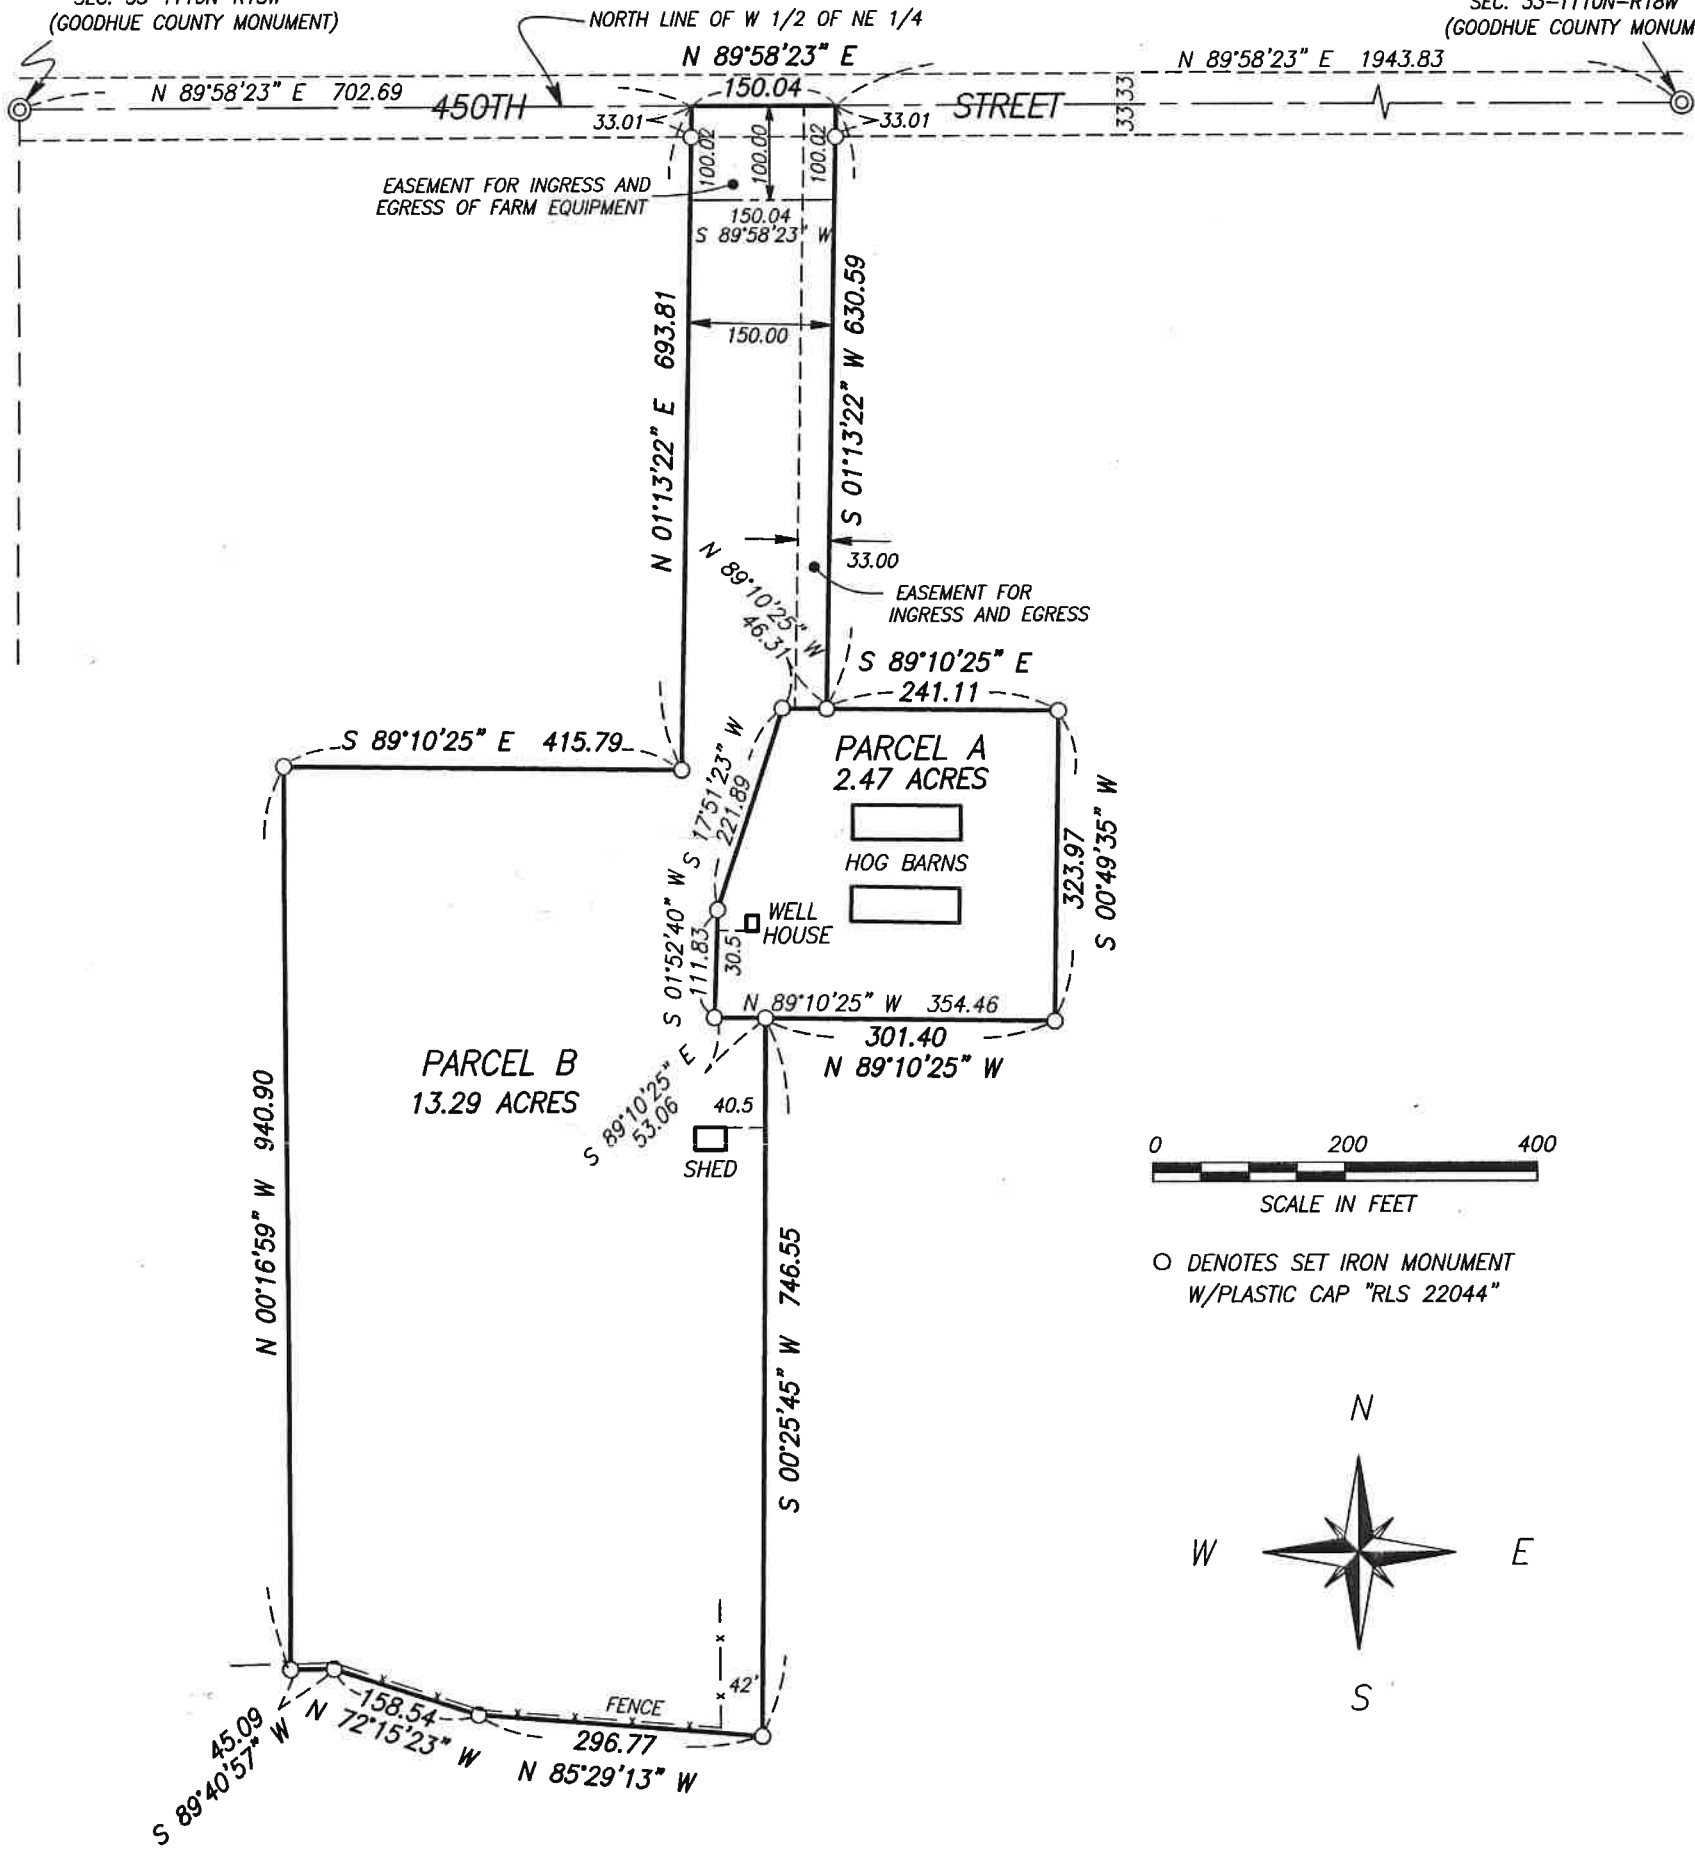 (GOODHUE COUNTY MONUMENT)
NORTH LINE OF W 1/2 OF NE 1/4
SEC. 33-T110N-R18W
(GOODHUE COUNTY MONUM
N 89°58'23" E
150.04
N 89°58'23" E 1943.83
N 89°58'23" E 702.69
450TH
STREET
33.01
33.01
33
33
100.02
100.00
100.02
EASEMENT FOR INGRESS AND
EGRESS OF FARM EQUIPMENT
150.04
S 89°58'23" W
N 01°13'22" E 693.81
150.00
S 01°13'22" W 630.59
33.00
EASEMENT FOR
INGRESS AND EGRESS
N 89°10'25" W
46.31
S 89°10'25" E
241.11
S 89°10'25" E 415.79
S 17°51'23" W
221.89
PARCEL A
2.47 ACRES
HOG BARNS
323.97
S 00°49'35" W
WELL
HOUSE
30.5
S 01°52'40" W
111.83
N 89°10'25" W 354.46
301.40
N 89°10'25" W
PARCEL B
13.29 ACRES
S 89°10'25" E
53.06
40.5
SHED
N 00°16'59" W 940.90
S 00°25'45" W 746.55
0 200 400
SCALE IN FEET
DENOTES SET IRON MONUMENT
W/PLASTIC CAP "RLS 22044"
N
W
E
S
42'
FENCE
45.09
S 89°40'57" W
158.54
N 72°15'23" W
296.77
N 85°29'13" W